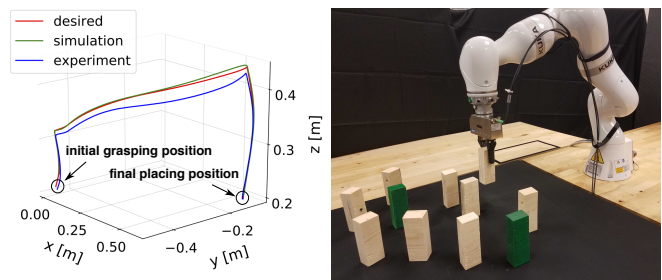 desired
simulation
experiment
0.4
0.3
0.2
z [m]
initial grasping position
final placing position
0.00
0.25
0.50
x [m]
−0.4
−0.2
y [m]
KUKA
KUKA